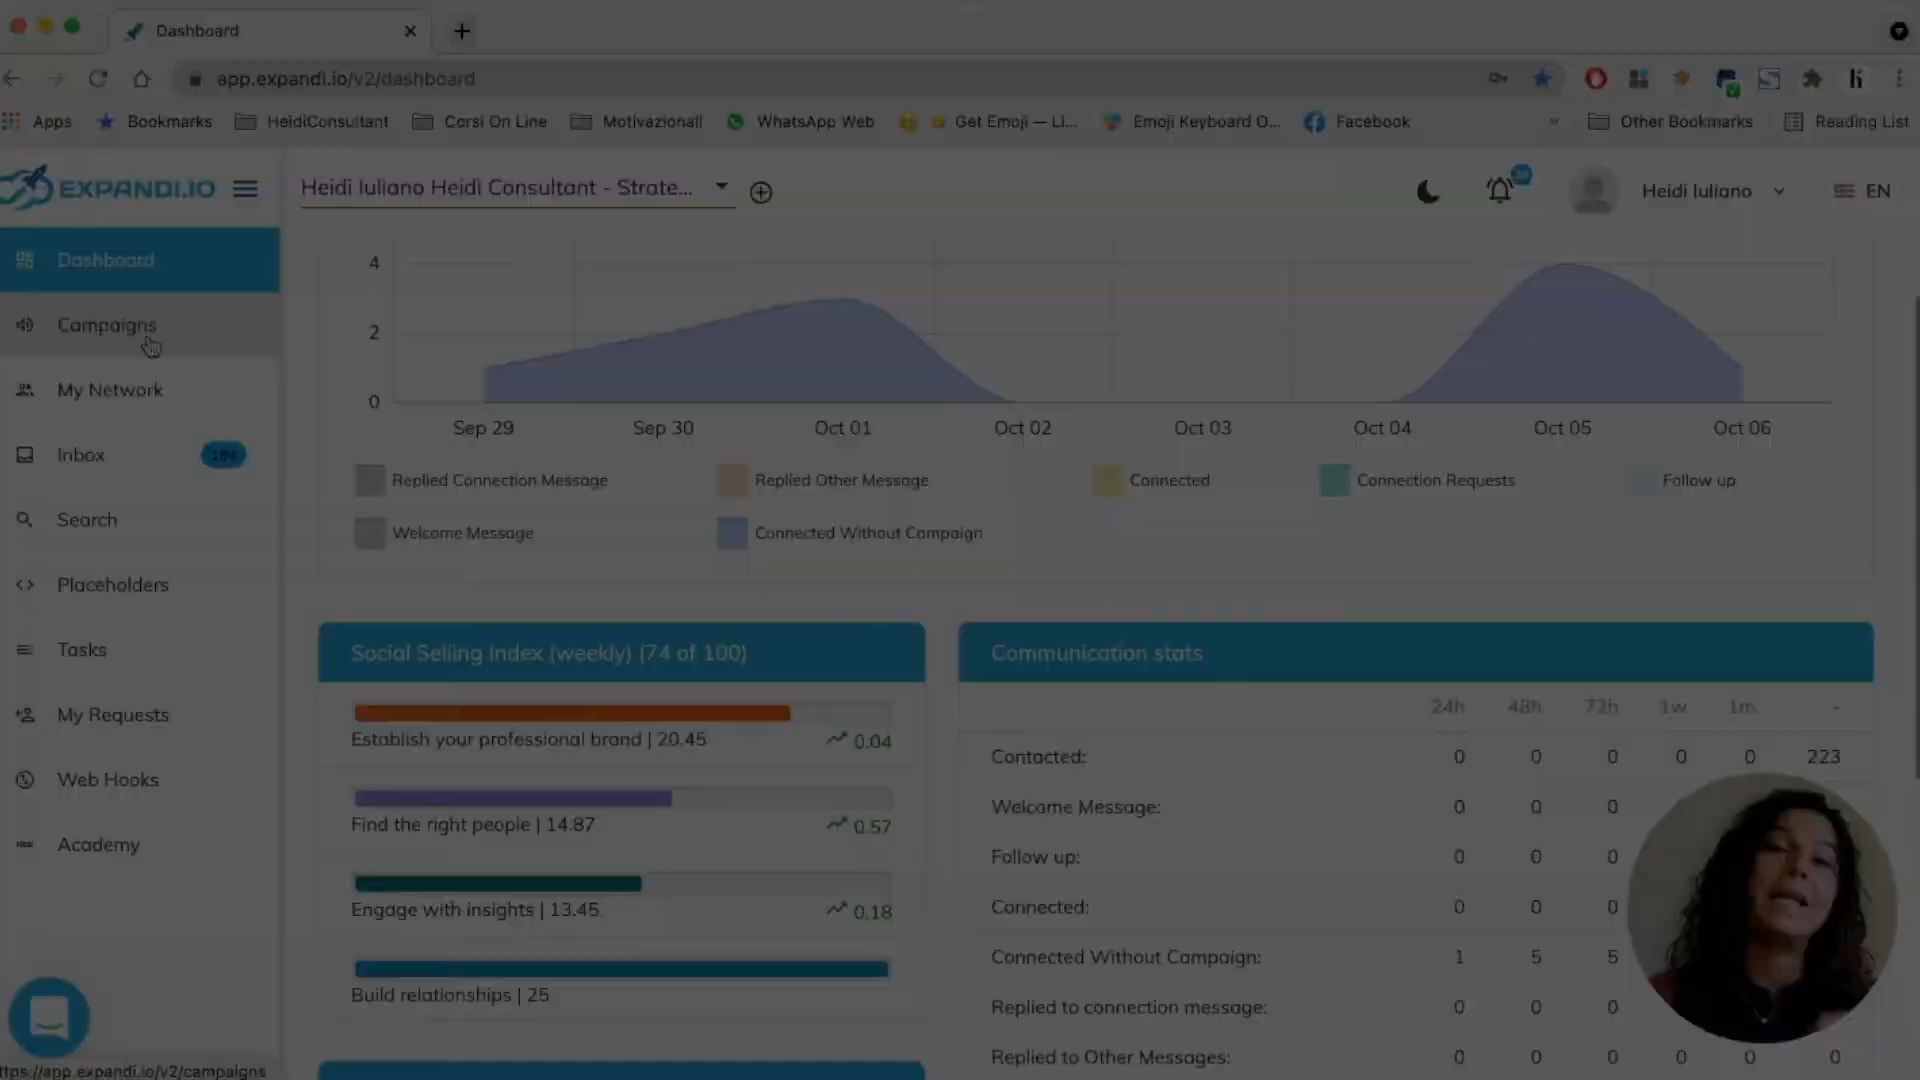 Dashboard
app.expandi.io/v2/dashboard
Apps
Bookmarks
HeidiConsultant
Corsi On Line
Motivazionali
WhatsApp Web
Get Emoji — Li...
Emoji Keyboard O...
Facebook
»
Other Bookmarks
Reading List
EXPANDI.IO
Heidi Iuliano Heidi Consultant - Strate...
Heidi Iuliano
EN
Dashboard
Campaigns
My Network
Inbox
Search
Placeholders
Tasks
My Requests
Web Hooks
Academy
4
2
0
Sep 29 Sep 30 Oct 01 Oct 02 Oct 03 Oct 04 Oct 05 Oct 06
Replied Connection Message Replied Other Message Connected Connection Requests Follow up
Welcome Message Connected Without Campaign
Social Selling Index (weekly) (74 of 100)
Establish your professional brand | 20.45 0.04
Find the right people | 14.87 0.57
Engage with insights | 13.45 0.18
Build relationships | 25
Communication stats
24h 48h 72h 1w 1m -
Contacted: 0 0 0 0 0 223
Welcome Message: 0 0 0
Follow up: 0 0 0
Connected: 0 0 0
Connected Without Campaign: 1 5 5
Replied to connection message: 0 0 0
Replied to Other Messages: 0 0 0 0 0 0
ttps://app.expandi.io/v2/campaigns